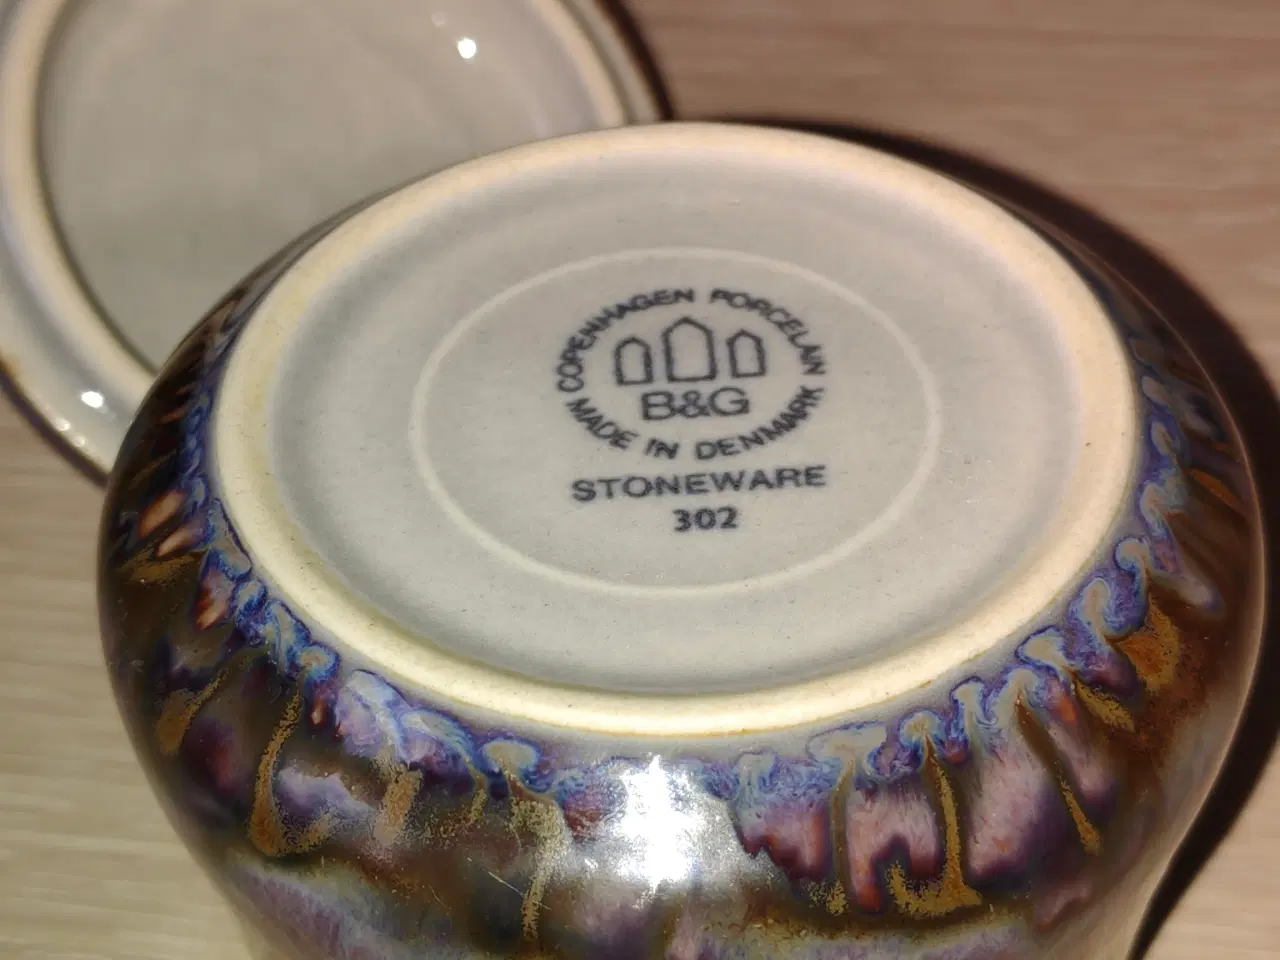 COPENHAGEN PORCELAIN
B&G
MADE IN DENMARK
STONEWARE
302